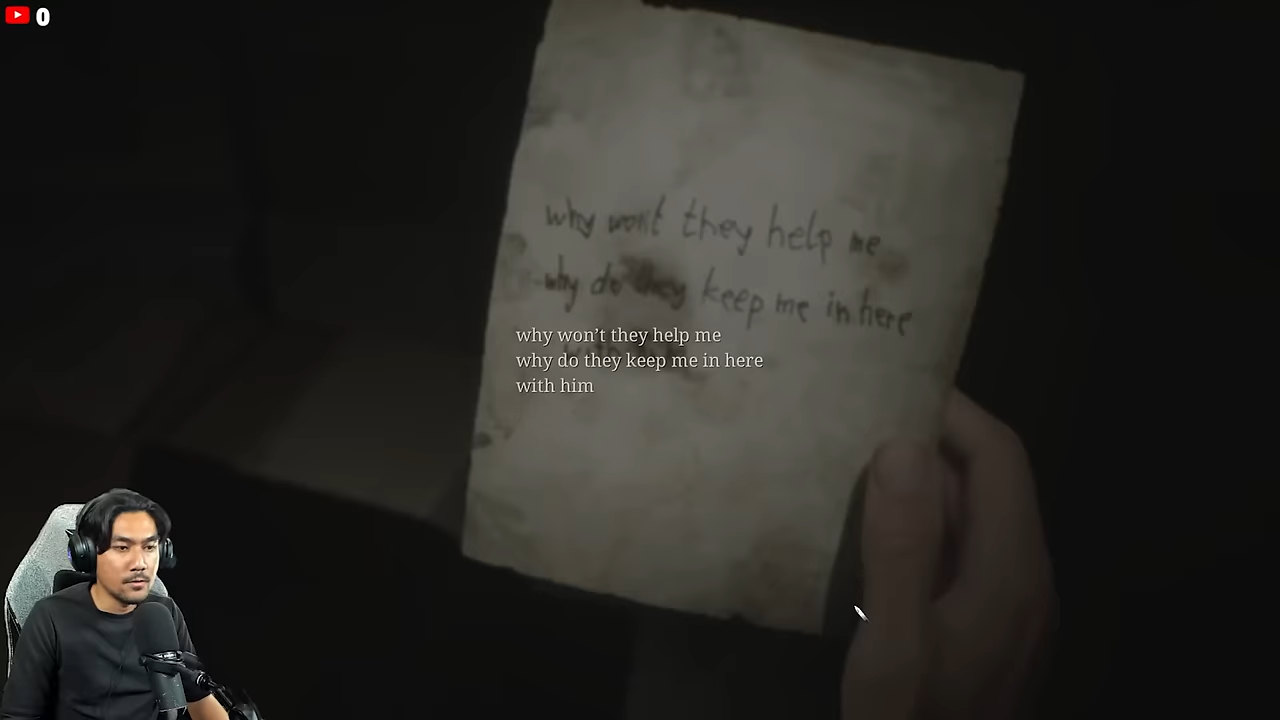 0
why won't they help me
why do they keep me in here
why won’t they help me
why do they keep me in here
with him